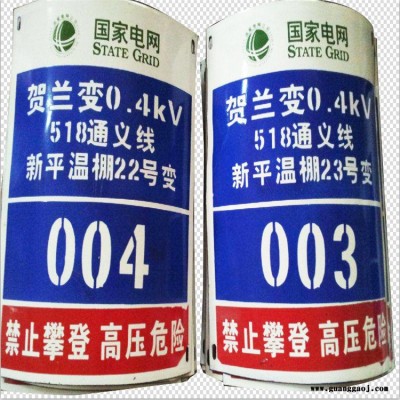 国家电网
STATE GRID
贺兰变0.4kV
518通义线
新平温棚22号变
004
禁止攀登 高压危险
国家电网
STATE GRID
贺兰变0.4kV
518通义线
新平温棚23号变
003
禁止攀登 高压危险
www.guanggaoj.com